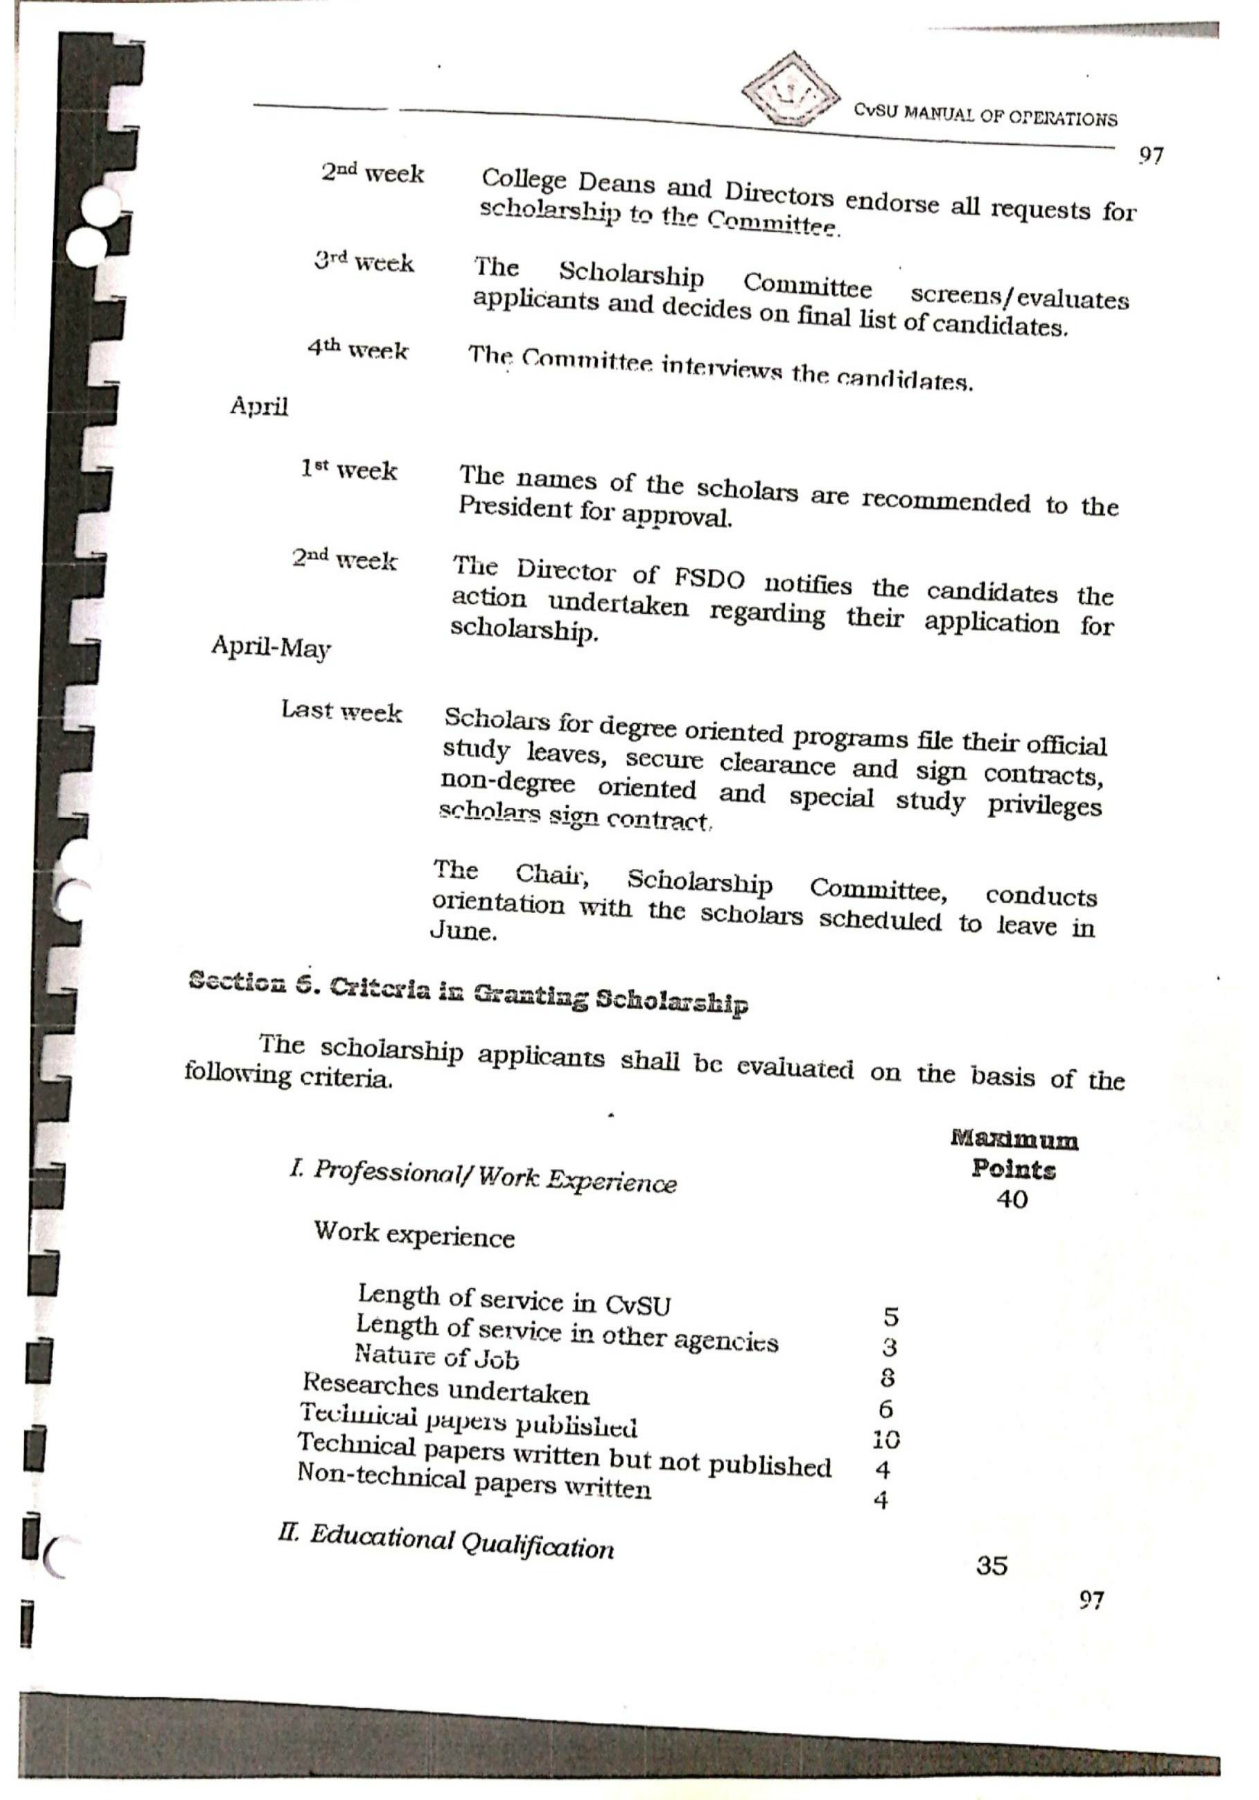 CvSU MANUAL OF OPERATIONS
97
2nd week College Deans and Directors endorse all requests for
scholarship to the Committee.
3rd week The Scholarship Committee screens/evaluates
applicants and decides on final list of candidates.
4th week The Committee interviews the candidates.
April
1st week The names of the scholars are recommended to the
President for approval.
2nd week The Director of FSDO notifies the candidates the
action undertaken regarding their application for
scholarship.
April-May
Last week Scholars for degree oriented programs file their official
study leaves, secure clearance and sign contracts,
non-degree oriented and special study privileges
scholars sign contract.
The Chair, Scholarship Committee, conducts
orientation with the scholars scheduled to leave in
June.
Section 6. Criteria in Granting Scholarship
The scholarship applicants shall be evaluated on the basis of the
following criteria.
Maximum
Points
I. Professional/Work Experience 40
Work experience
Length of service in CvSU 5
Length of service in other agencies 3
Nature of Job 8
Researches undertaken 6
Technical papers published 10
Technical papers written but not published 4
Non-technical papers written 4
II. Educational Qualification 35
97